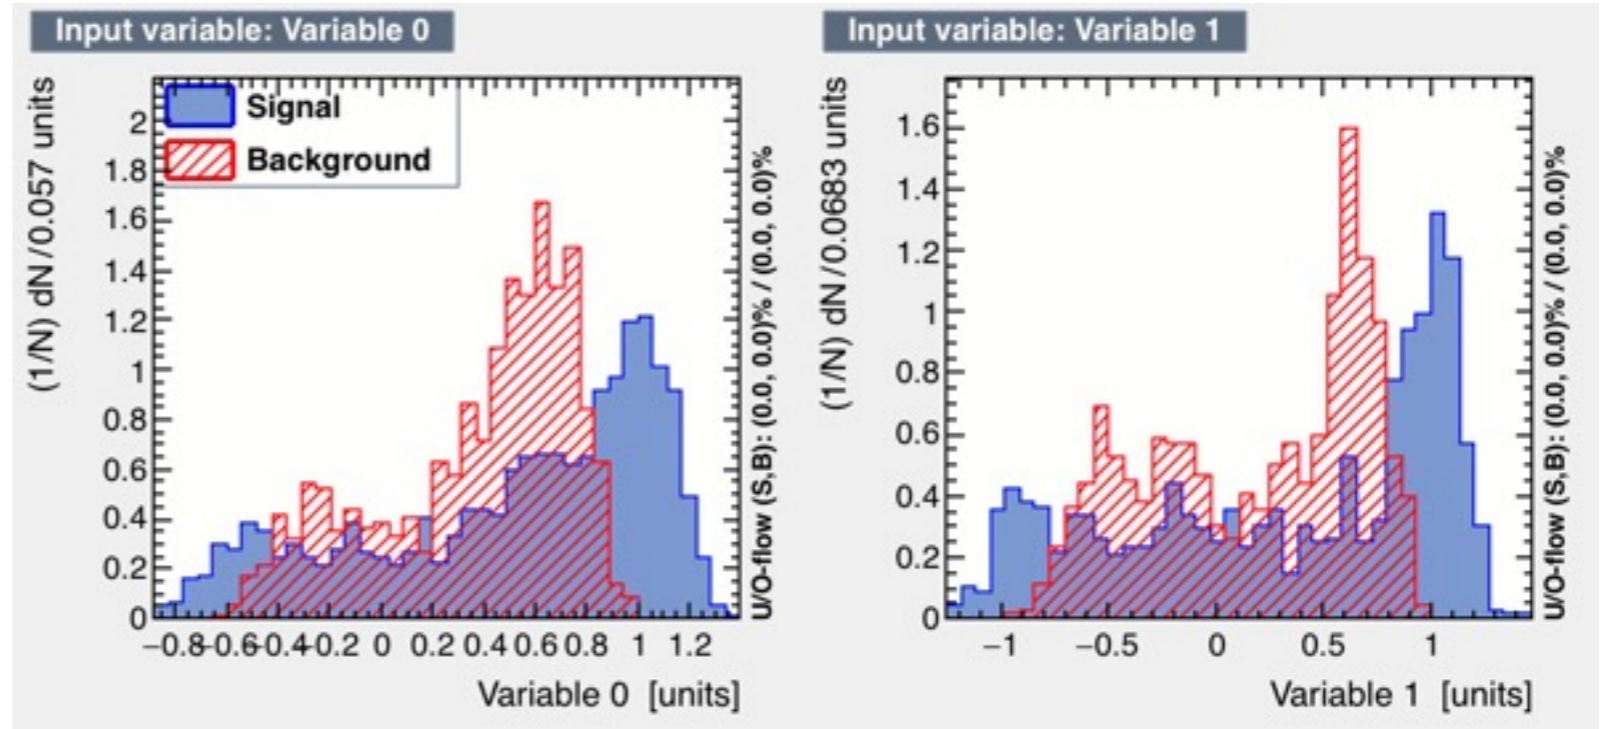 Input variable: Variable 0
(1/N) dN / 0.057 units
Signal
Background
2
1.8
1.6
1.4
1.2
1
0.8
0.6
0.4
0.2
0
−0.8 −0.6 −0.4 −0.2 0 0.2 0.4 0.6 0.8 1 1.2
Variable 0 [units]
U/O-flow (S,B): (0.0, 0.0)% / (0.0, 0.0)%
Input variable: Variable 1
(1/N) dN / 0.0683 units
1.6
1.4
1.2
1
0.8
0.6
0.4
0.2
0
−1 −0.5 0 0.5 1
Variable 1 [units]
U/O-flow (S,B): (0.0, 0.0)% / (0.0, 0.0)%